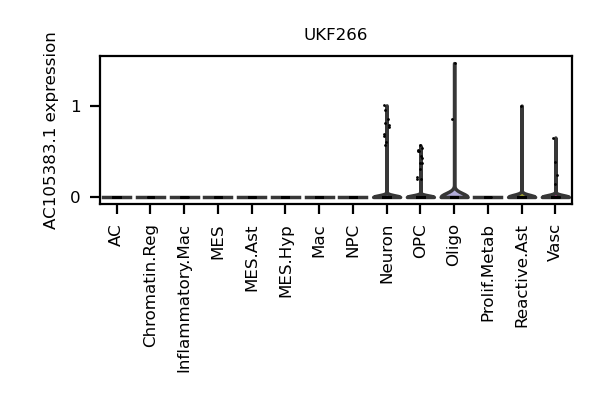 UKF266
AC105383.1 expression
1
0
AC
Chromatin.Reg
Inflammatory.Mac
MES
MES.Ast
MES.Hyp
Mac
NPC
Neuron
OPC
Oligo
Prolif.Metab
Reactive.Ast
Vasc